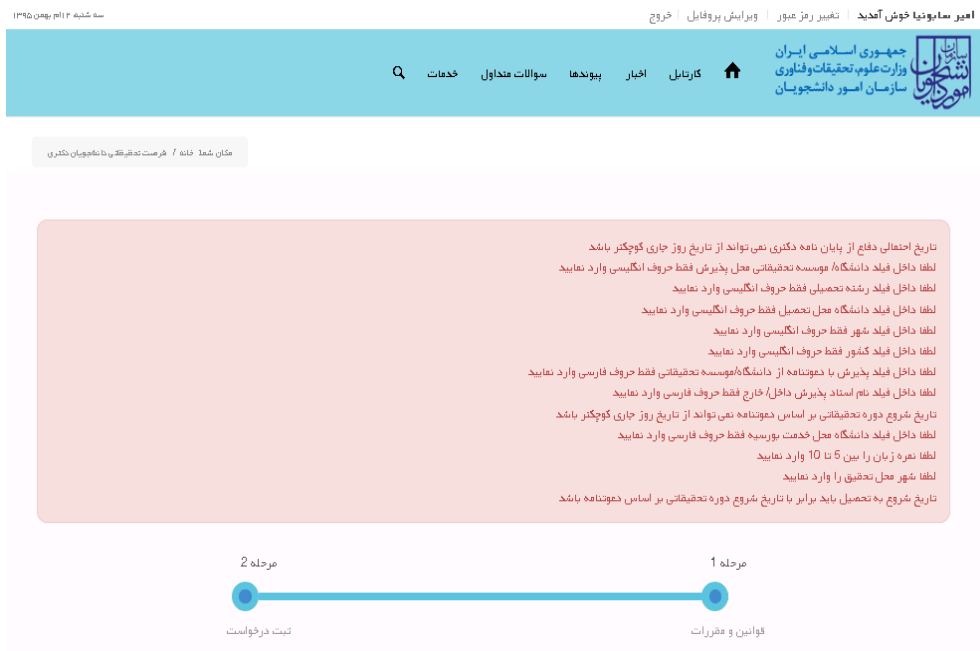 امیر سابونیا خوش آمدید | تغییر رمز عبور | ویرایش پروفایل | خروج
سه شنبه ۱۲ام بهمن ۱۳۹۵
جمهوری اسلامی ایران
وزارت علوم، تحقیقات و فناوری
سازمان امور دانشجویان
کارتابل اخبار پیوندها سوالات متداول خدمات
مکان شما: خانه / فرصت تحقیقاتی دانشجویان دکتری
تاریخ احتمالی دفاع از پایان نامه دکتری نمی تواند از تاریخ روز جاری کوچکتر باشد
لطفا داخل فیلد دانشگاه/ موسسه تحقیقاتی محل پذیرش فقط حروف انگلیسی وارد نمایید
لطفا داخل فیلد رشته تحصیلی فقط حروف انگلیسی وارد نمایید
لطفا داخل فیلد دانشگاه محل تحصیل فقط حروف انگلیسی وارد نمایید
لطفا داخل فیلد شهر فقط حروف انگلیسی وارد نمایید
لطفا داخل فیلد کشور فقط حروف انگلیسی وارد نمایید
لطفا داخل فیلد پذیرش با دعوتنامه از دانشگاه/موسسه تحقیقاتی فقط حروف فارسی وارد نمایید
لطفا داخل فیلد نام استاد پذیرش داخل/ خارج فقط حروف فارسی وارد نمایید
تاریخ شروع دوره تحقیقاتی بر اساس دعوتنامه نمی تواند از تاریخ روز جاری کوچکتر باشد
لطفا داخل فیلد دانشگاه محل خدمت بورسیه فقط حروف فارسی وارد نمایید
لطفا نمره زبان را بین 5 تا 10 وارد نمایید
لطفا شهر محل تحقیق را وارد نمایید
تاریخ شروع به تحصیل باید برابر با تاریخ شروع دوره تحقیقاتی بر اساس دعوتنامه باشد
مرحله 1
مرحله 2
قوانین و مقررات
ثبت درخواست